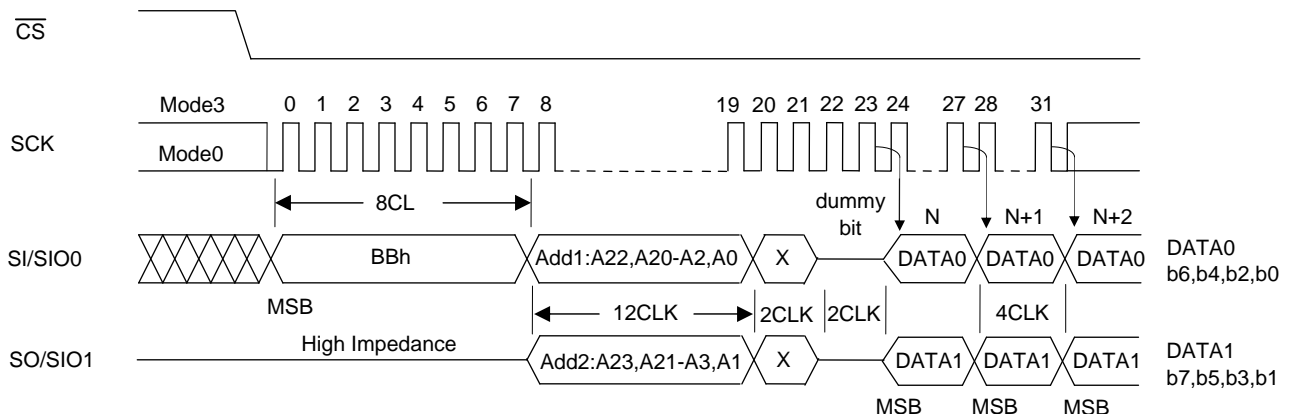 CS
Mode3 0 1 2 3 4 5 6 7 8 19 20 21 22 23 24 27 28 31
SCK
Mode0
8CL
dummy
bit
N N+1 N+2
SI/SIO0 BBh Add1:A22,A20-A2,A0 X DATA0 DATA0 DATA0
DATA0
b6,b4,b2,b0
MSB
12CLK 2CLK 2CLK 4CLK
High Impedance
SO/SIO1 Add2:A23,A21-A3,A1 X DATA1 DATA1 DATA1
DATA1
b7,b5,b3,b1
MSB MSB MSB